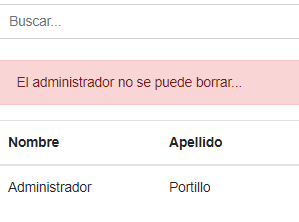 Buscar...
El administrador no se puede borrar...
Nombre Apellido
Administrador Portillo